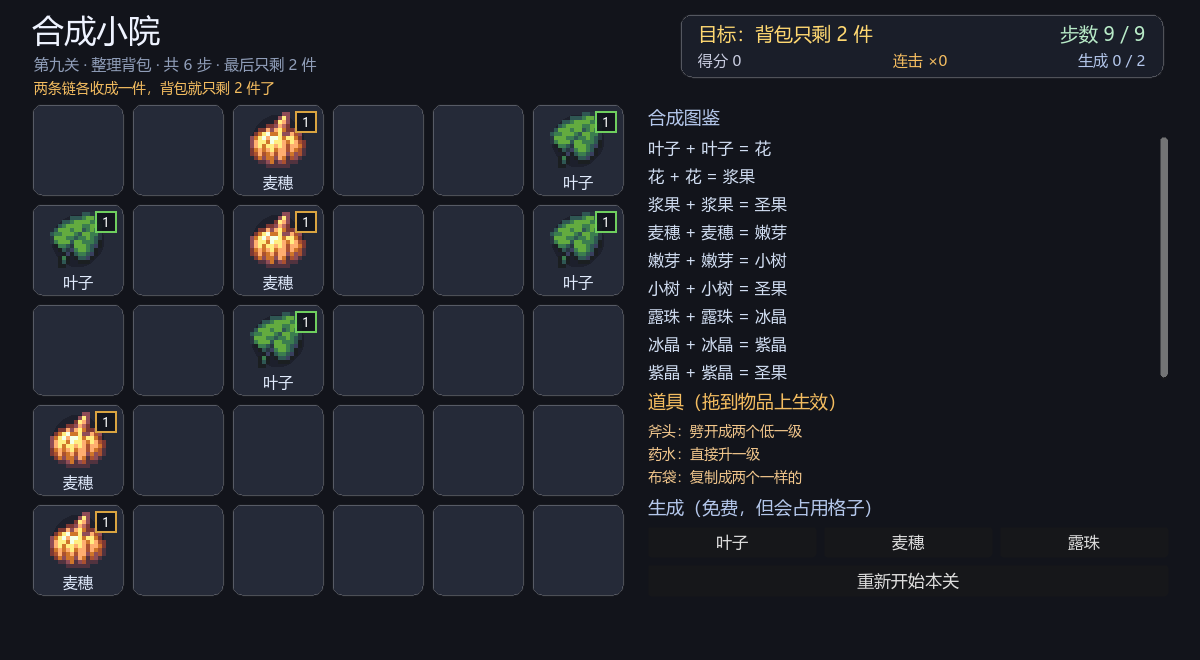 合成小院
第九关 · 整理背包 · 共 6 步 · 最后只剩 2 件
两条链各收成一件，背包就只剩 2 件了
目标：背包只剩 2 件
步数 9 / 9
得分 0
连击 ×0
生成 0 / 2
1
麦穗
1
叶子
1
叶子
1
麦穗
1
叶子
1
叶子
1
麦穗
1
麦穗
合成图鉴
叶子 + 叶子 = 花
花 + 花 = 浆果
浆果 + 浆果 = 圣果
麦穗 + 麦穗 = 嫩芽
嫩芽 + 嫩芽 = 小树
小树 + 小树 = 圣果
露珠 + 露珠 = 冰晶
冰晶 + 冰晶 = 紫晶
紫晶 + 紫晶 = 圣果
道具（拖到物品上生效）
斧头：劈开成两个低一级
药水：直接升一级
布袋：复制成两个一样的
生成（免费，但会占用格子）
叶子
麦穗
露珠
重新开始本关